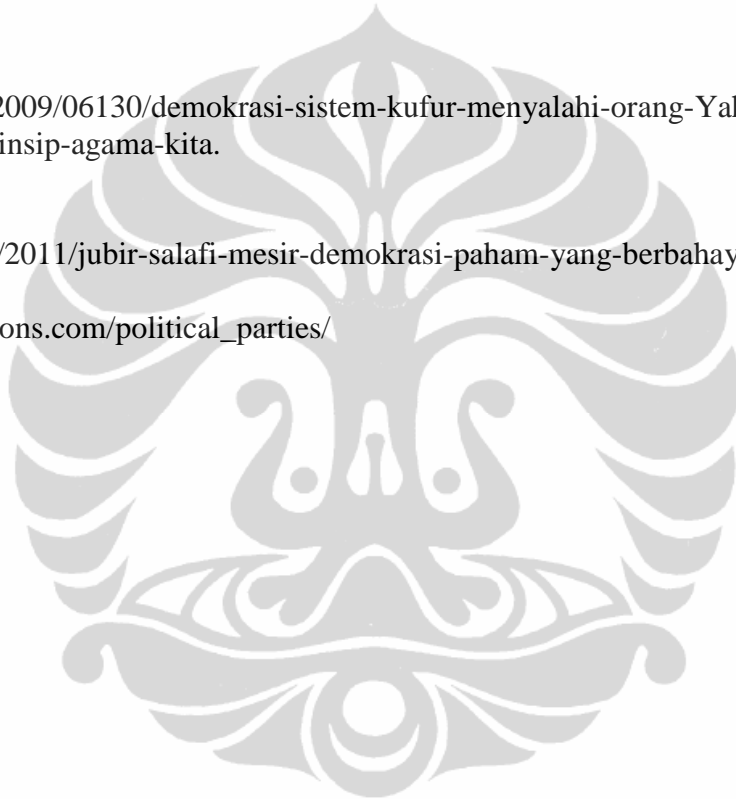 2009/06130/demokrasi-sistem-kufur-menyalahi-orang-Yah
insip-agama-kita.
/2011/jubir-salafi-mesir-demokrasi-paham-yang-berbahay
ons.com/political_parties/